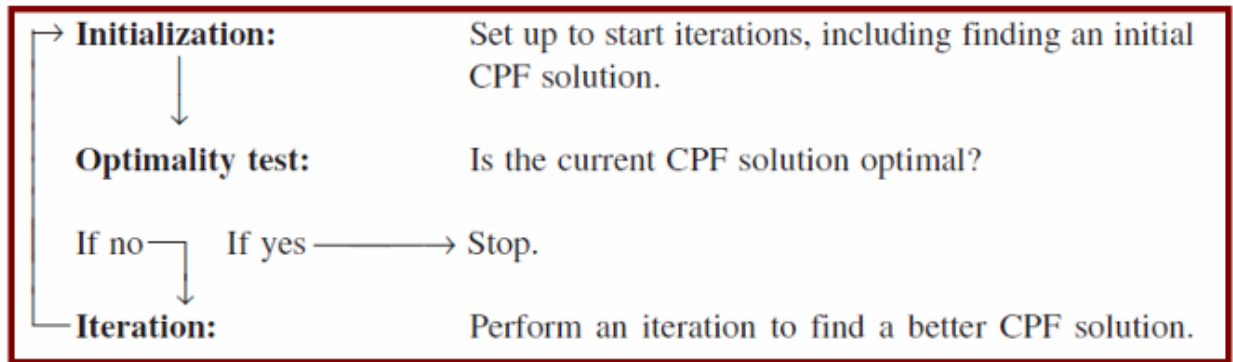 Initialization: Set up to start iterations, including finding an initial
CPF solution.
Optimality test: Is the current CPF solution optimal?
If no If yes Stop.
Iteration: Perform an iteration to find a better CPF solution.